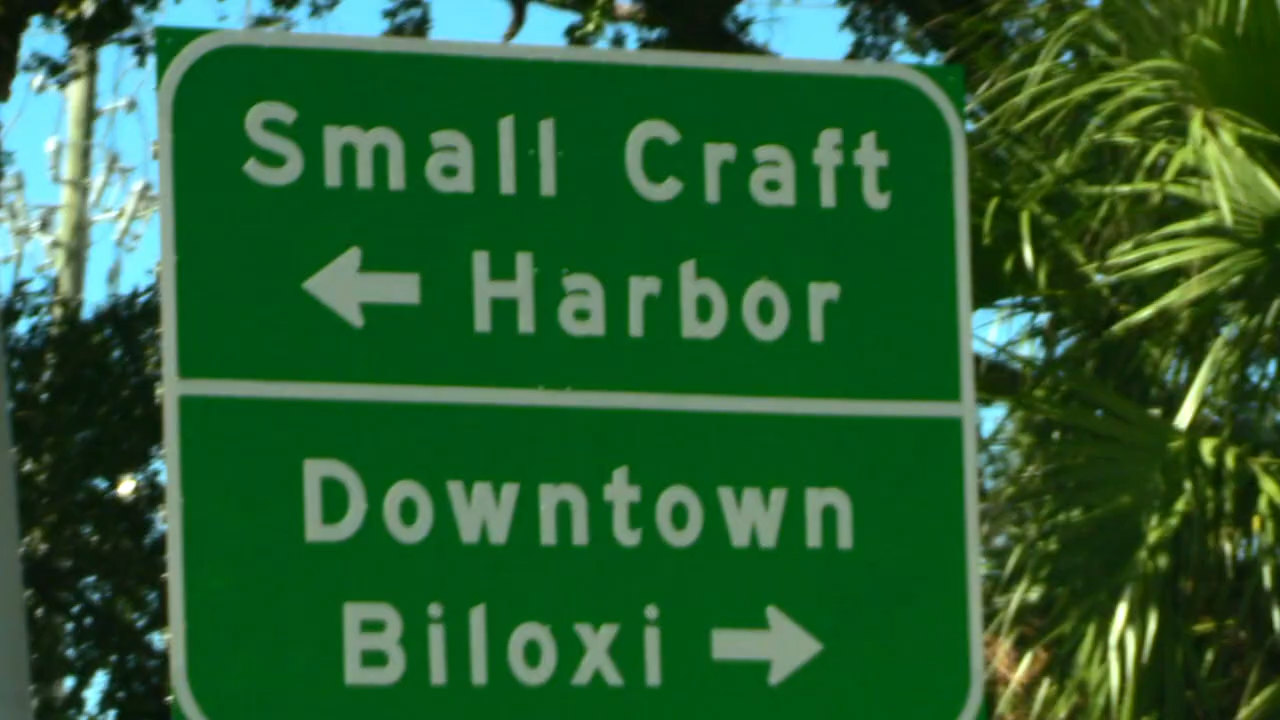 Small Craft
← Harbor
Downtown
Biloxi →